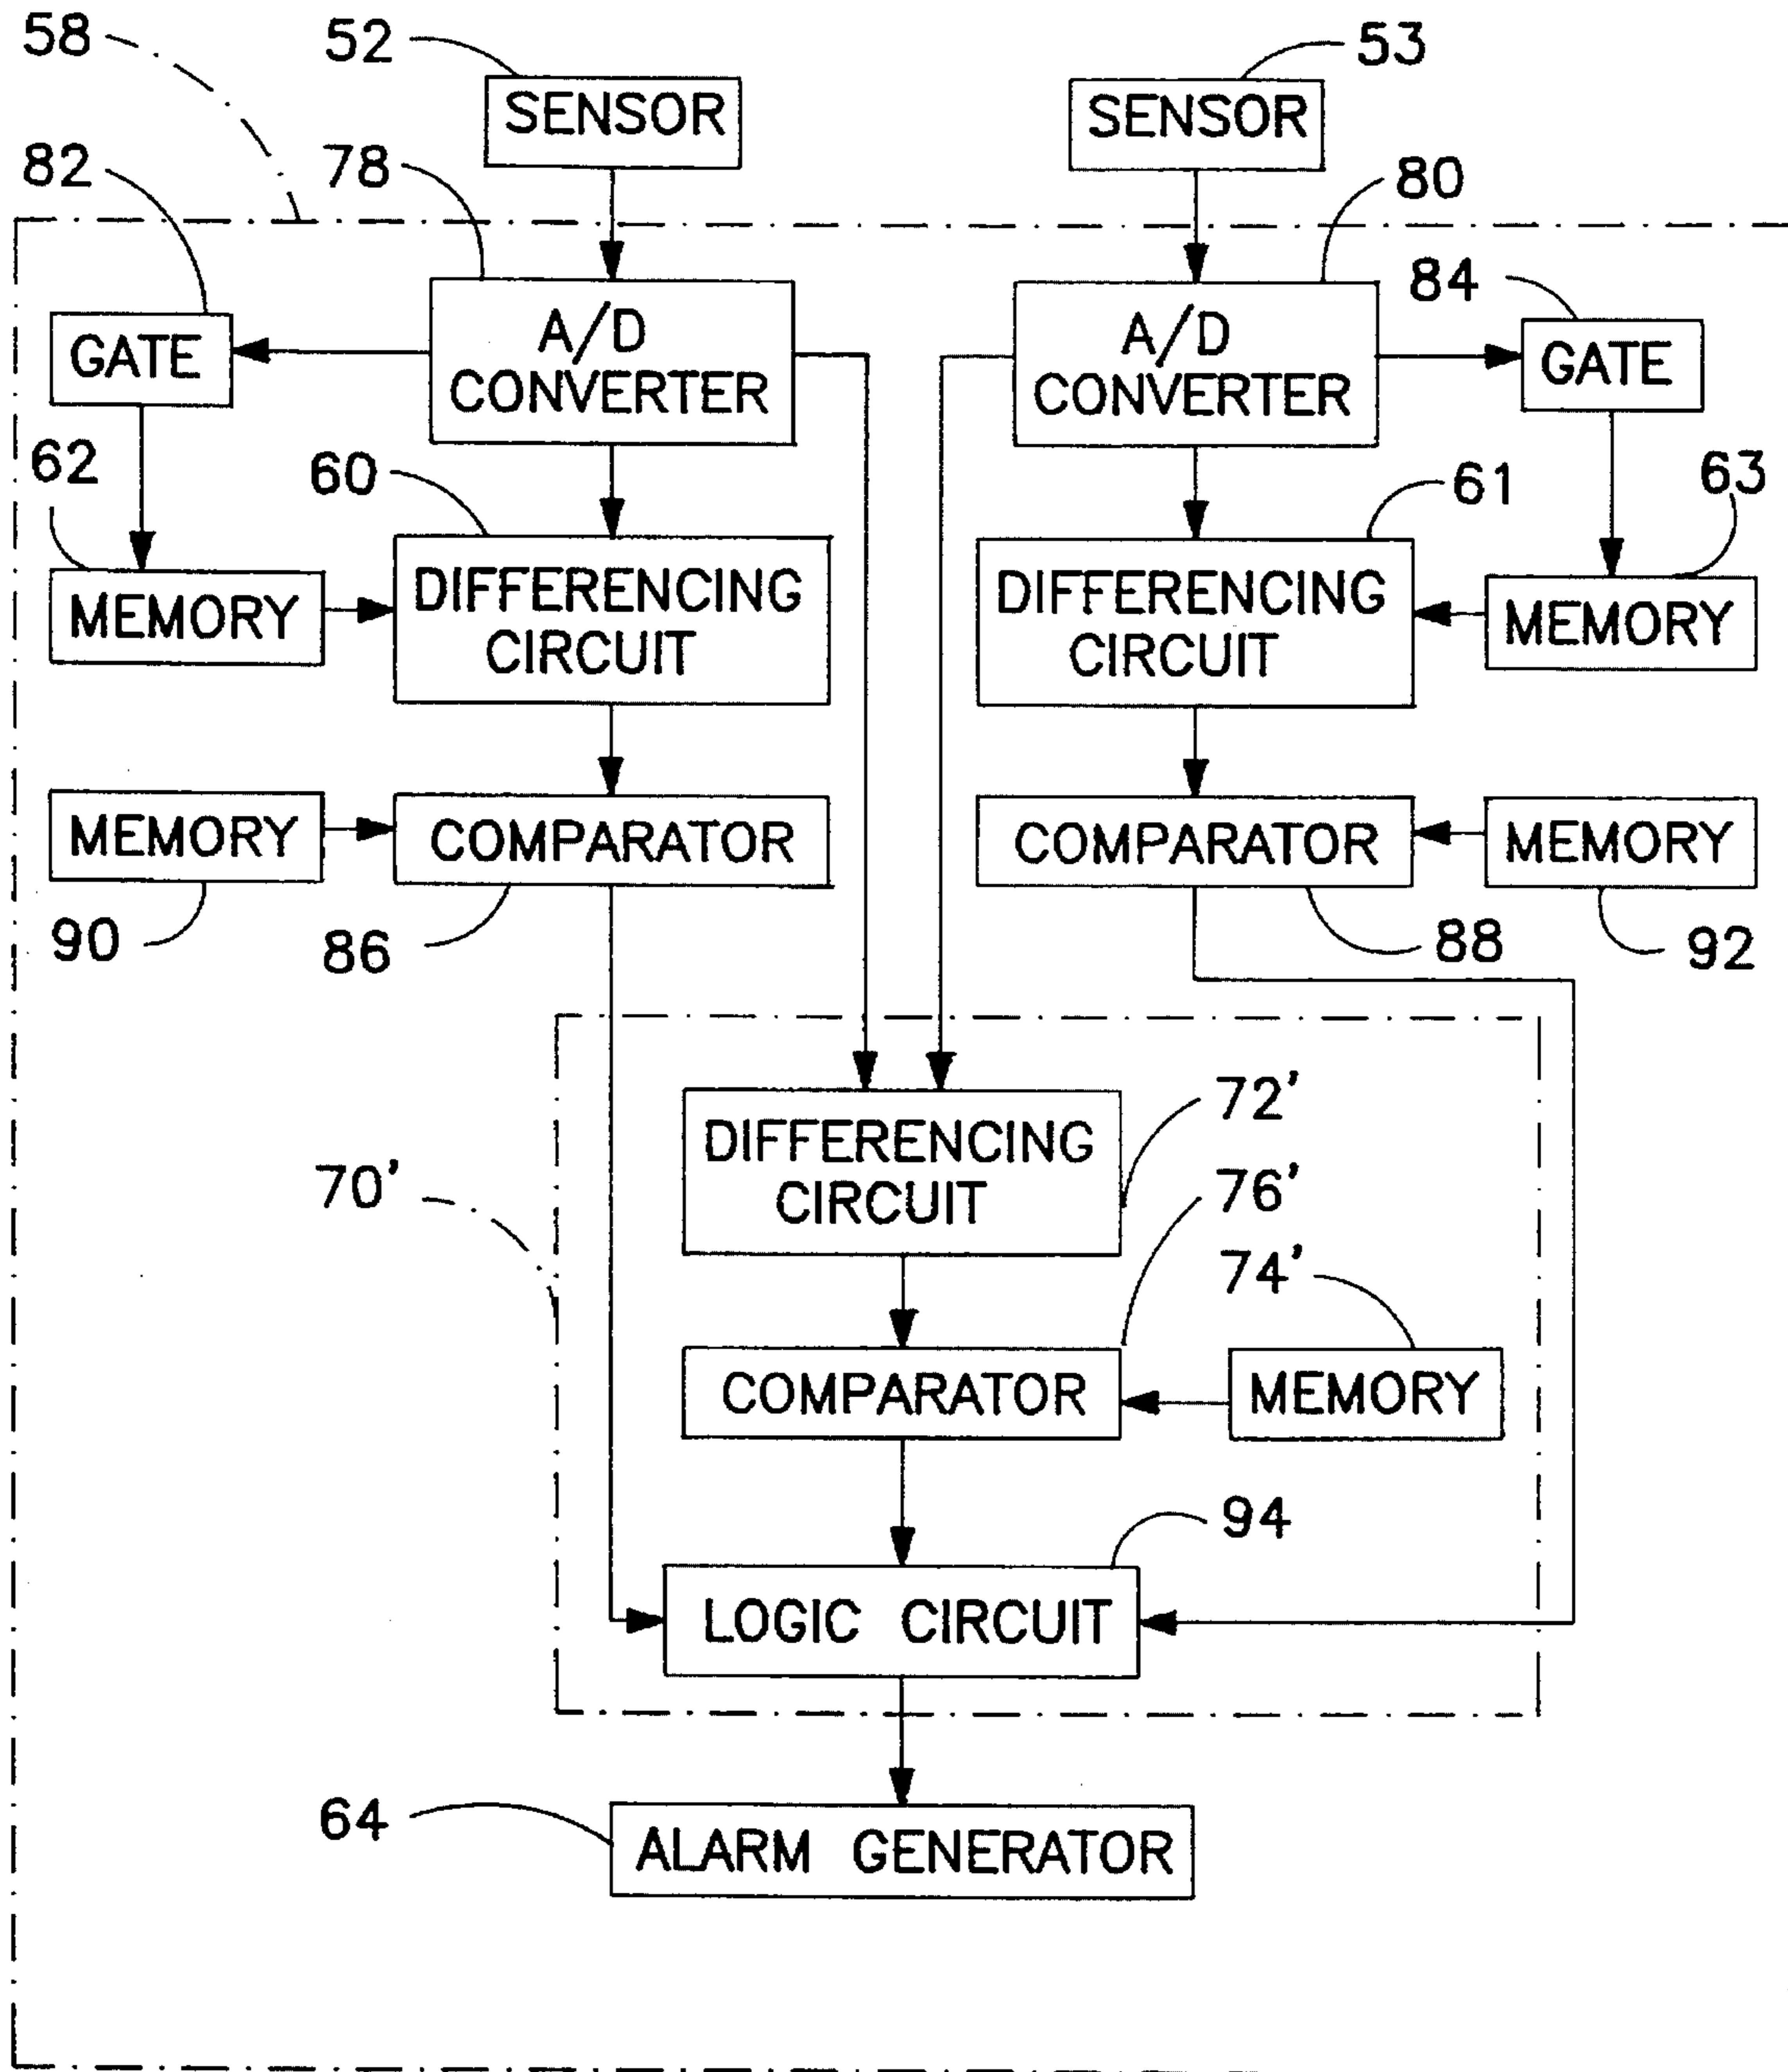 58
52
53
SENSOR
SENSOR
82
78
80
84
A/D
CONVERTER
A/D
CONVERTER
GATE
GATE
62
60
61
63
MEMORY
DIFFERENCING
CIRCUIT
DIFFERENCING
CIRCUIT
MEMORY
MEMORY
COMPARATOR
COMPARATOR
MEMORY
90
86
88
92
70'
DIFFERENCING
CIRCUIT
72'
76'
74'
COMPARATOR
MEMORY
94
LOGIC CIRCUIT
64
ALARM GENERATOR